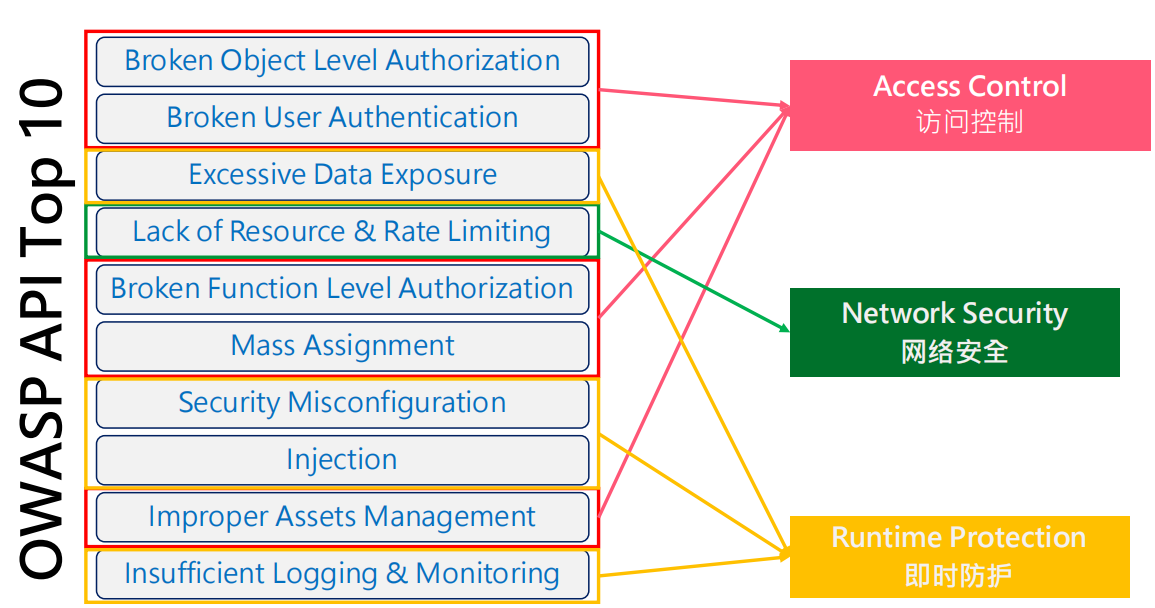 OWASP API Top 10
Broken Object Level Authorization
Broken User Authentication
Excessive Data Exposure
Lack of Resource & Rate Limiting
Broken Function Level Authorization
Mass Assignment
Security Misconfiguration
Injection
Improper Assets Management
Insufficient Logging & Monitoring
Access Control
访问控制
Network Security
网络安全
Runtime Protection
即时防护